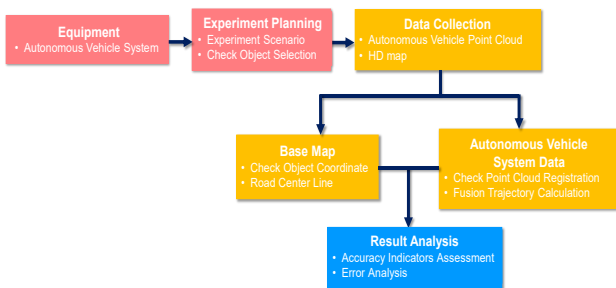 Equipment
• Autonomous Vehicle System
Experiment Planning
• Experiment Scenario
• Check Object Selection
Data Collection
• Autonomous Vehicle Point Cloud
• HD map
Base Map
• Check Object Coordinate
• Road Center Line
Autonomous Vehicle
System Data
• Check Point Cloud Registration
• Fusion Trajectory Calculation
Result Analysis
• Accuracy Indicators Assessment
• Error Analysis